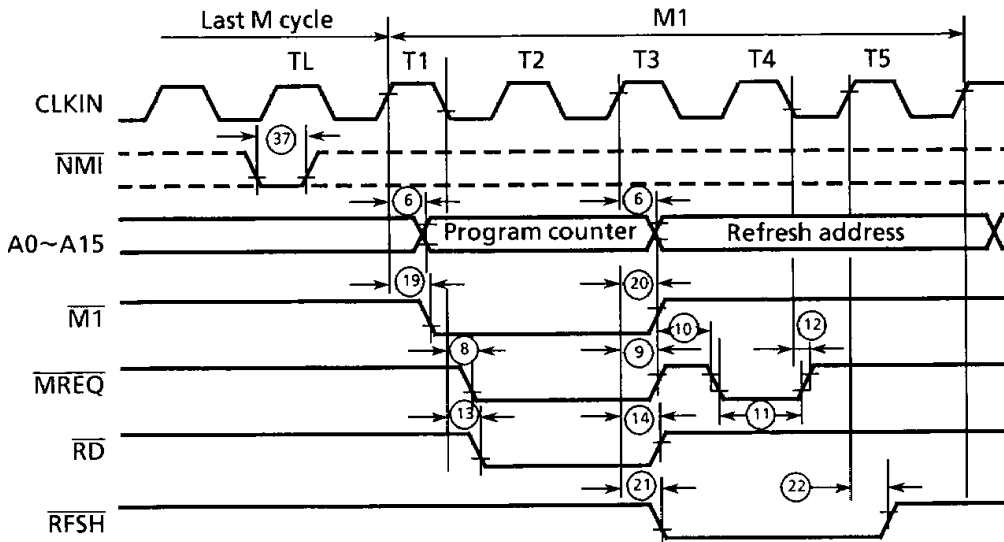 Last M cycle M1
TL T1 T2 T3 T4 T5
CLKIN
37
NMI
6 6
A0~A15 Program counter Refresh address
19 20
M1
10 12
8 9
MREQ
11
13 14
RD
21 22
RFSH